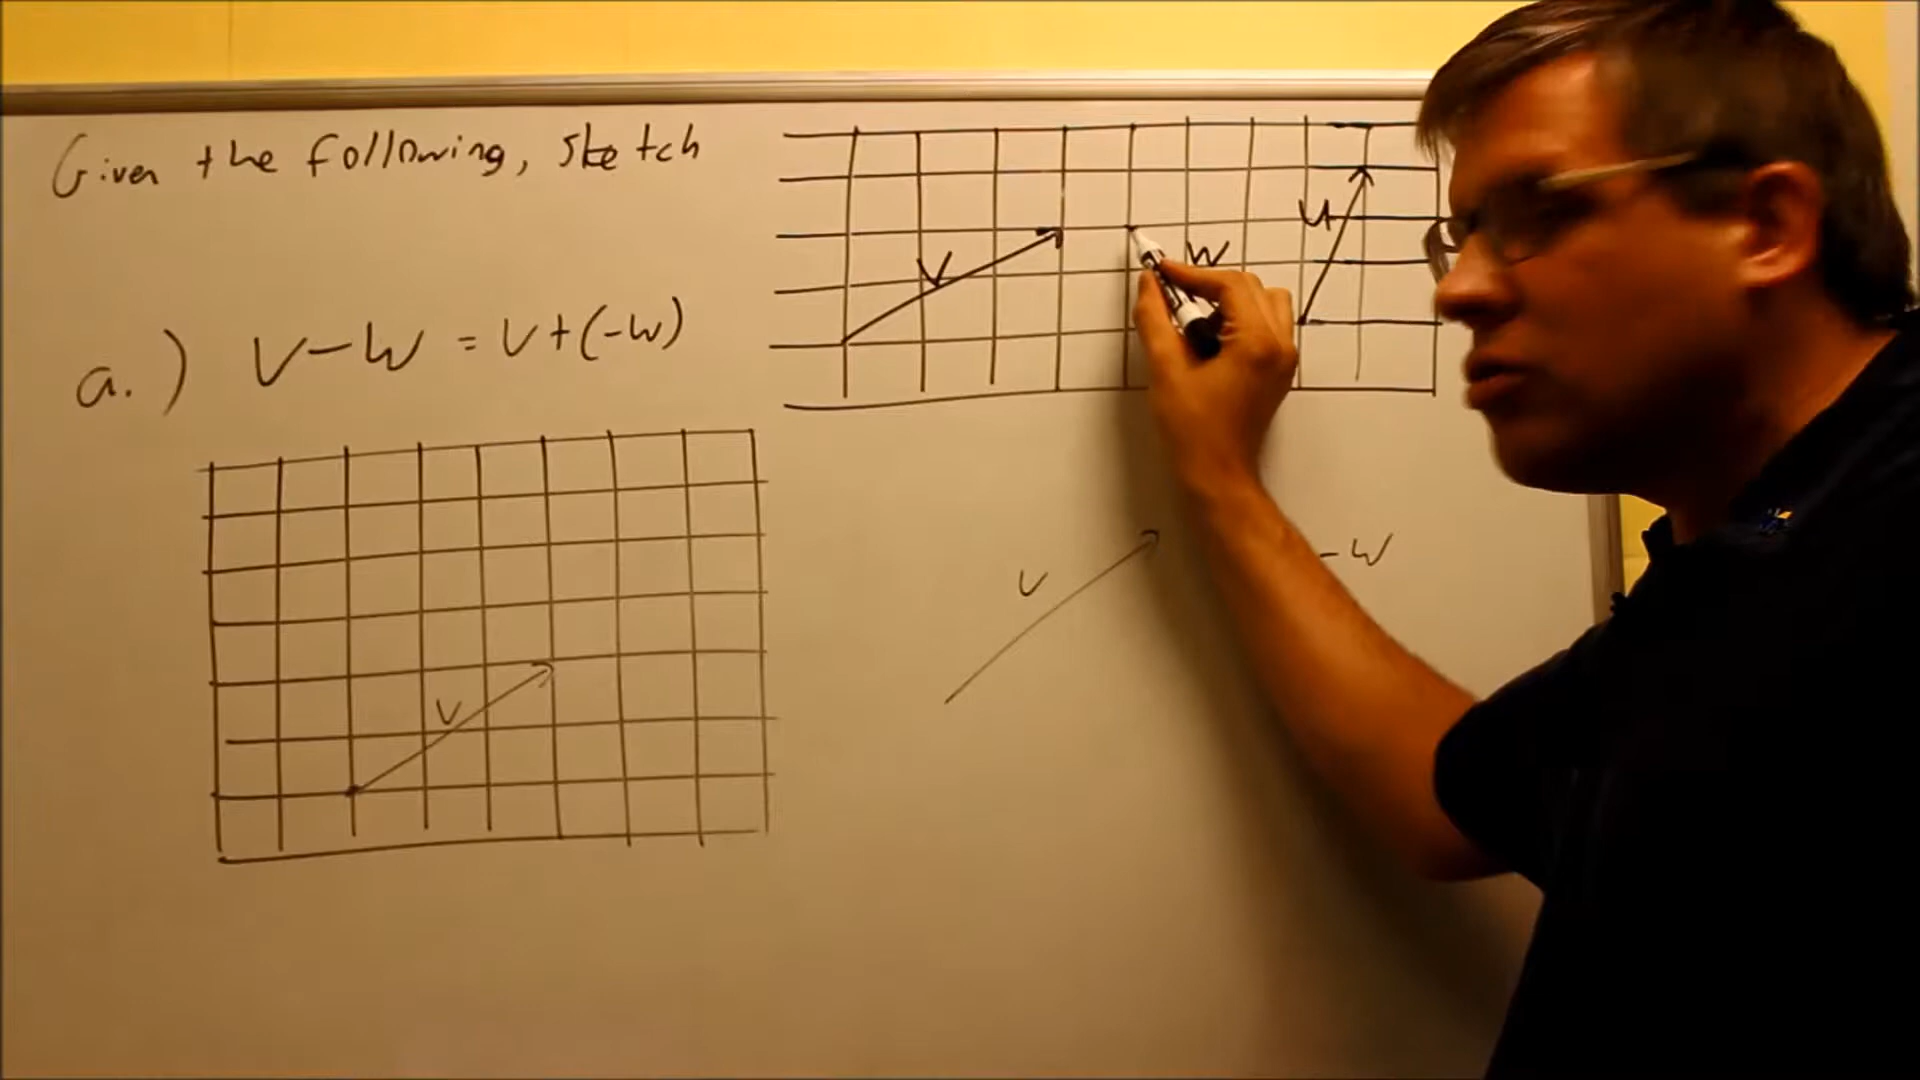 Given the following, sketch
V
W
u
a.) V-W = V+(-W)
V
-W
V